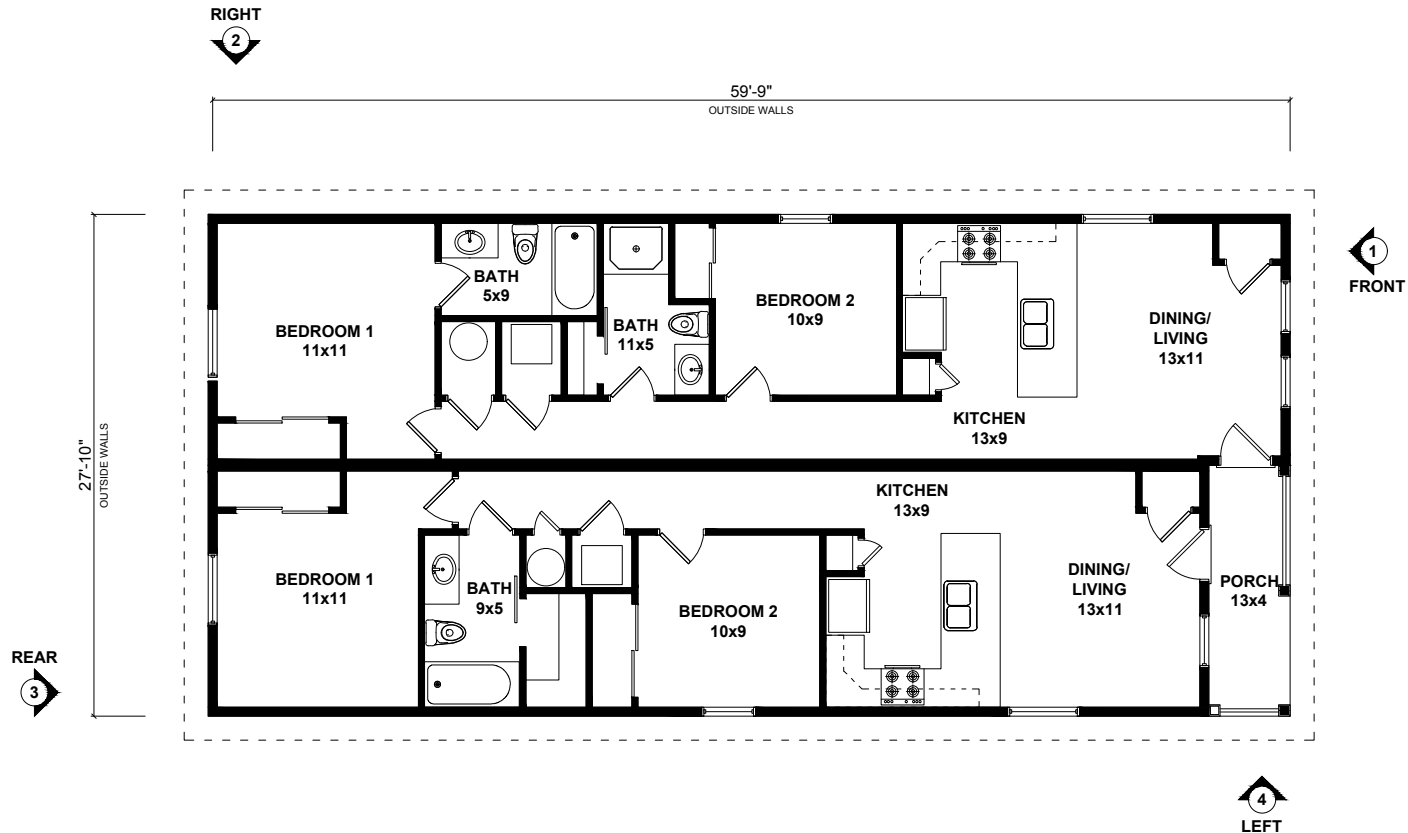 RIGHT
2
59'-9"
OUTSIDE WALLS
27'-10"
OUTSIDE WALLS
1
FRONT
BATH
5x9
BEDROOM 1
11x11
BATH
11x5
BEDROOM 2
10x9
DINING/
LIVING
13x11
KITCHEN
13x9
KITCHEN
13x9
BEDROOM 1
11x11
BATH
9x5
BEDROOM 2
10x9
DINING/
LIVING
13x11
PORCH
13x4
REAR
3
4
LEFT